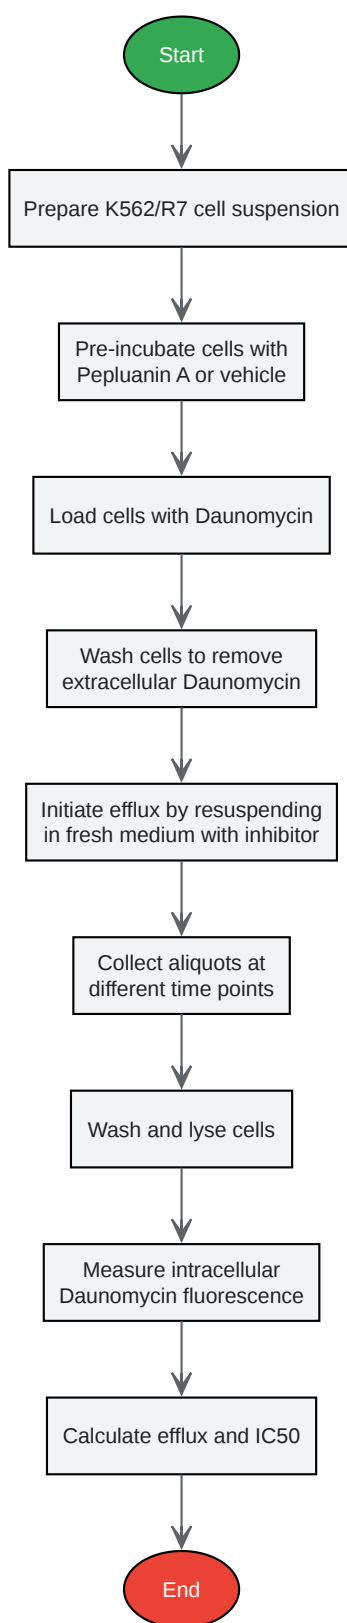 Start
Prepare K562/R7 cell suspension
Pre-incubate cells with
Pepluanin A or vehicle
Load cells with Daunomycin
Wash cells to remove
extracellular Daunomycin
Initiate efflux by resuspending
in fresh medium with inhibitor
Collect aliquots at
different time points
Wash and lyse cells
Measure intracellular
Daunomycin fluorescence
Calculate efflux and IC50
End